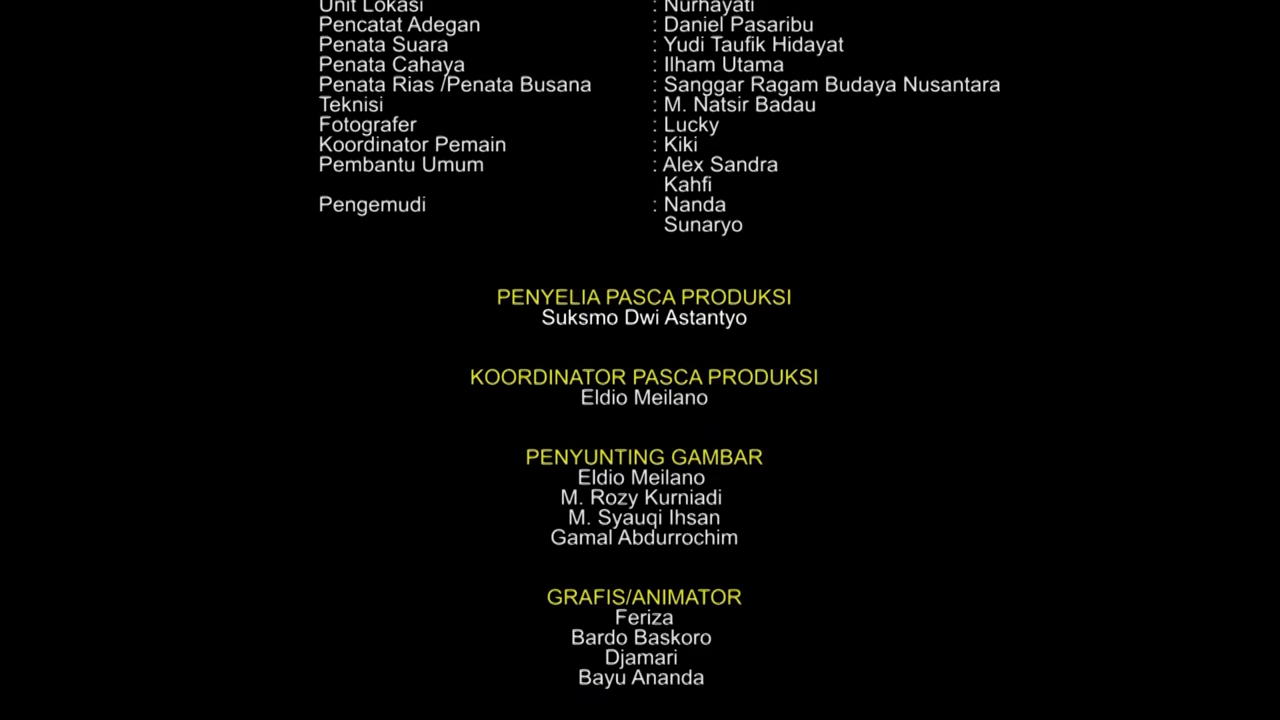 Unit Lokasi : Nurhayati
Pencatat Adegan : Daniel Pasaribu
Penata Suara : Yudi Taufik Hidayat
Penata Cahaya : Ilham Utama
Penata Rias /Penata Busana : Sanggar Ragam Budaya Nusantara
Teknisi : M. Natsir Badau
Fotografer : Lucky
Koordinator Pemain : Kiki
Pembantu Umum : Alex Sandra
Kahfi
Pengemudi : Nanda
Sunaryo
PENYELIA PASCA PRODUKSI
Suksmo Dwi Astantyo
KOORDINATOR PASCA PRODUKSI
Eldio Meilano
PENYUNTING GAMBAR
Eldio Meilano
M. Rozy Kurniadi
M. Syauqi Ihsan
Gamal Abdurrochim
GRAFIS/ANIMATOR
Feriza
Bardo Baskoro
Djamari
Bayu Ananda